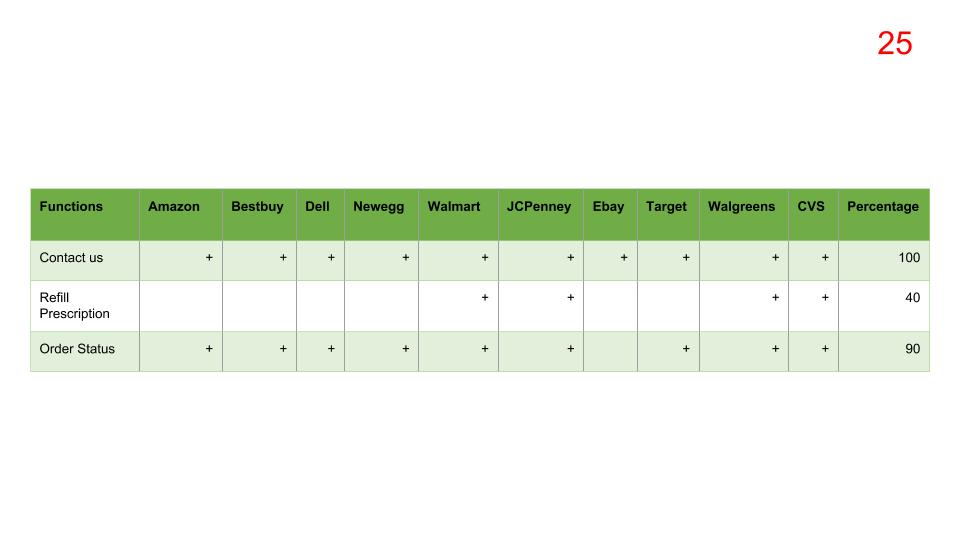 25
Functions Amazon Bestbuy Dell Newegg Walmart JCPenney Ebay Target Walgreens CVS Percentage
Contact us + + + + + + + + + + 100
Refill
Prescription + + + + 40
Order Status + + + + + + + + + 90